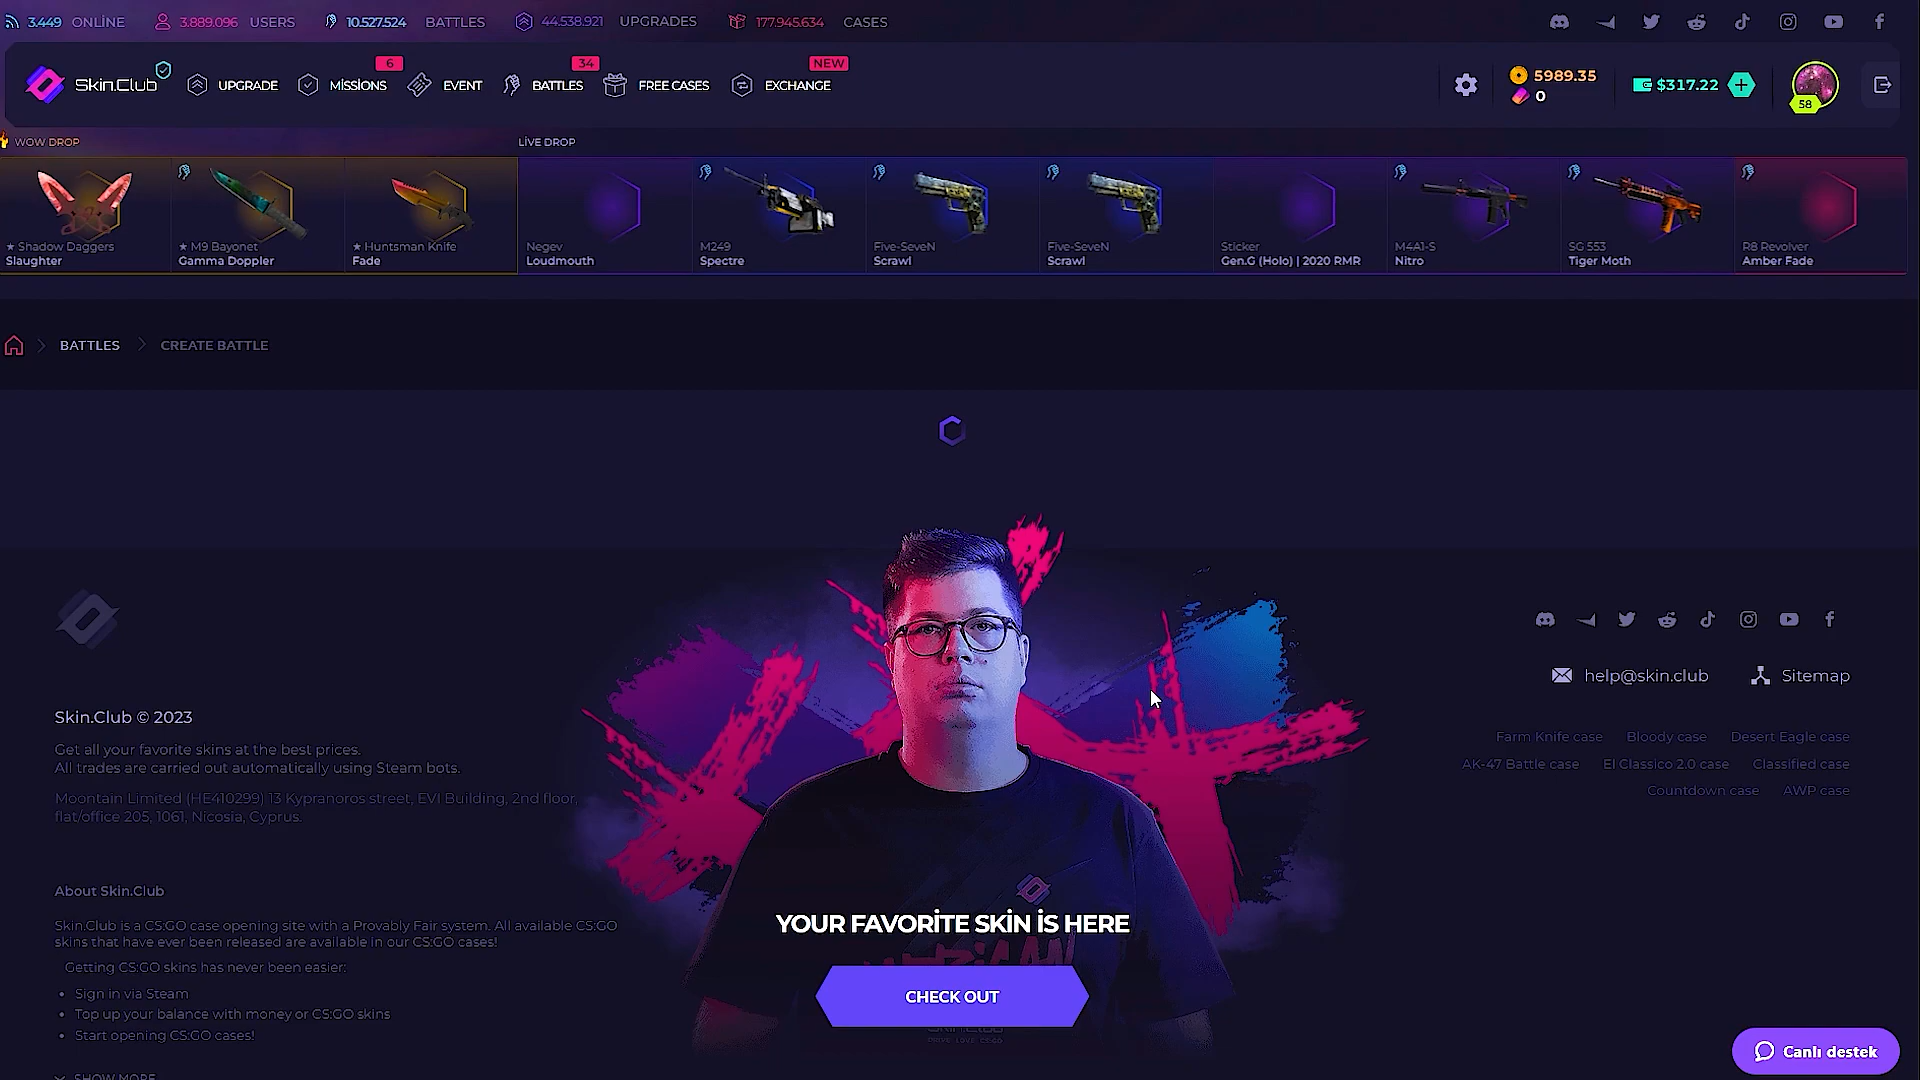 3.449 ONLİNE 3.889.096 USERS 10.527.524 BATTLES 44.538.921 UPGRADES 177.945.634 CASES
Skin.Club UPGRADE MİSSİONS 6 EVENT BATTLES 34 FREE CASES EXCHANGE NEW 5989.35 0 $317.22 58
WOW DROP LİVE DROP
★ Shadow Daggers ★ M9 Bayonet ★ Huntsman Knife Negev M249 Five-SeveN Five-SeveN Sticker M4A1-S SG 553 R8 Revolver
Slaughter Gamma Doppler Fade Loudmouth Spectre Scrawl Scrawl Gen.G (Holo) | 2020 RMR Nitro Tiger Moth Amber Fade
BATTLES CREATE BATTLE
help@skin.club Sitemap
Skin.Club © 2023
Get all your favorite skins at the best prices.
All trades are carried out automatically using Steam bots.
Moontain Limited (HE410299) 13 Kypranoros street, EVI Building, 2nd floor,
flat/office 205, 1061, Nicosia, Cyprus.
Farm Knife case Bloody case Desert Eagle case
AK-47 Battle case El Classico 2.0 case Classified case
Countdown case AWP case
About Skin.Club
Skin.Club is a CS:GO case opening site with a Provably Fair system. All available CS:GO
skins that have ever been released are available in our CS:GO cases!
Getting CS:GO skins has never been easier:
• Sign in via Steam
• Top up your balance with money or CS:GO skins
• Start opening CS:GO cases!
SHOW MORE
YOUR FAVORİTE SKİN İS HERE
CHECK OUT
Canlı destek